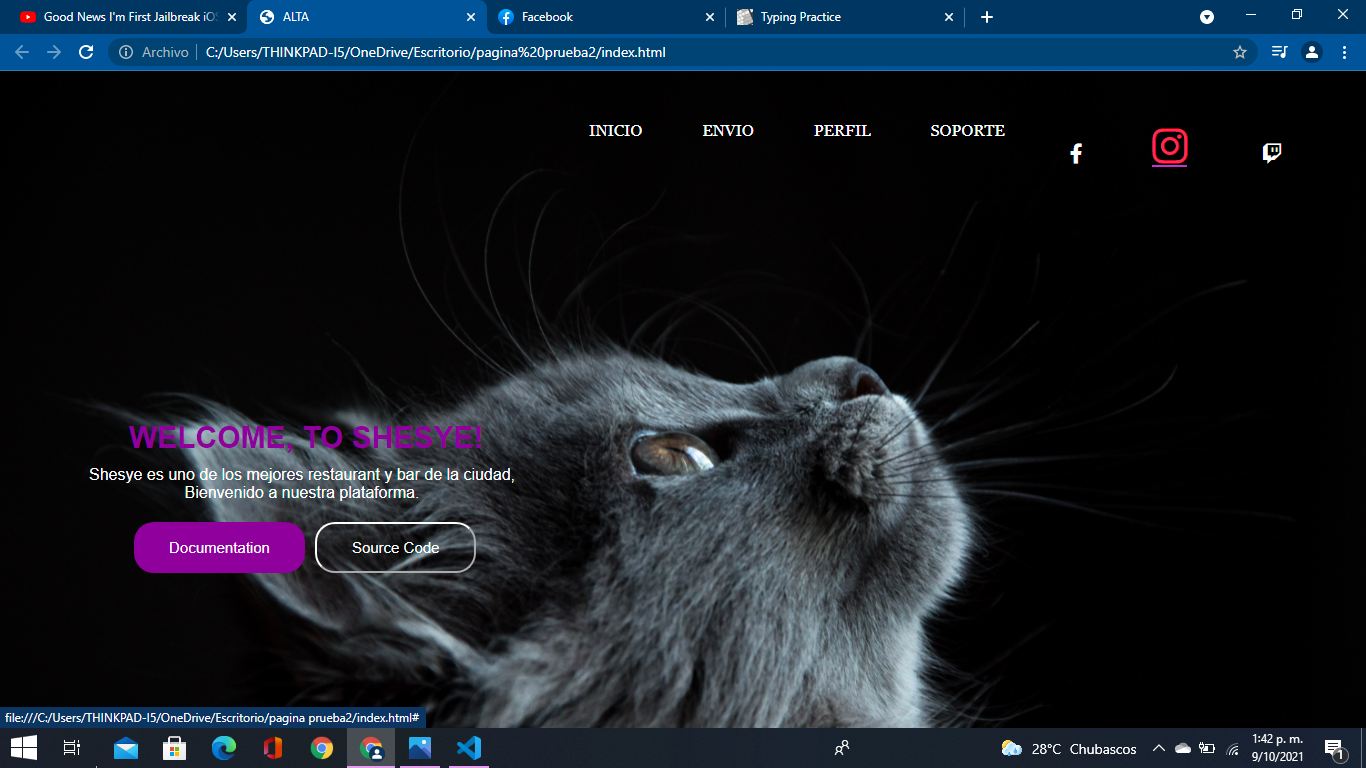 Good News I'm First Jailbreak iOS
ALTA
Facebook
Typing Practice
Archivo
C:/Users/THINKPAD-I5/OneDrive/Escritorio/pagina%20prueba2/index.html
INICIO
ENVIO
PERFIL
SOPORTE
WELCOME, TO SHESYE!
Shesye es uno de los mejores restaurant y bar de la ciudad,
Bienvenido a nuestra plataforma.
Documentation
Source Code
file:///C:/Users/THINKPAD-I5/OneDrive/Escritorio/pagina prueba2/index.html#
28°C Chubascos
1:42 p. m.
9/10/2021
1